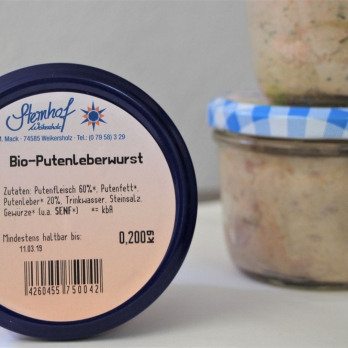 Sternhof
Weikersholz
H. Mack - 74585 Weikersholz - Tel.: (0 79 58) 3 29
Bio-Putenleberwurst
Zutaten: Putenfleisch 60%*, Putenfett*,
Putenleber* 20%, Trinkwasser, Steinsalz,
Gewürze* (u.a. SENF*) *= kbA
Mindestens haltbar bis:
11.03.19
0,200KG
4260455 750042